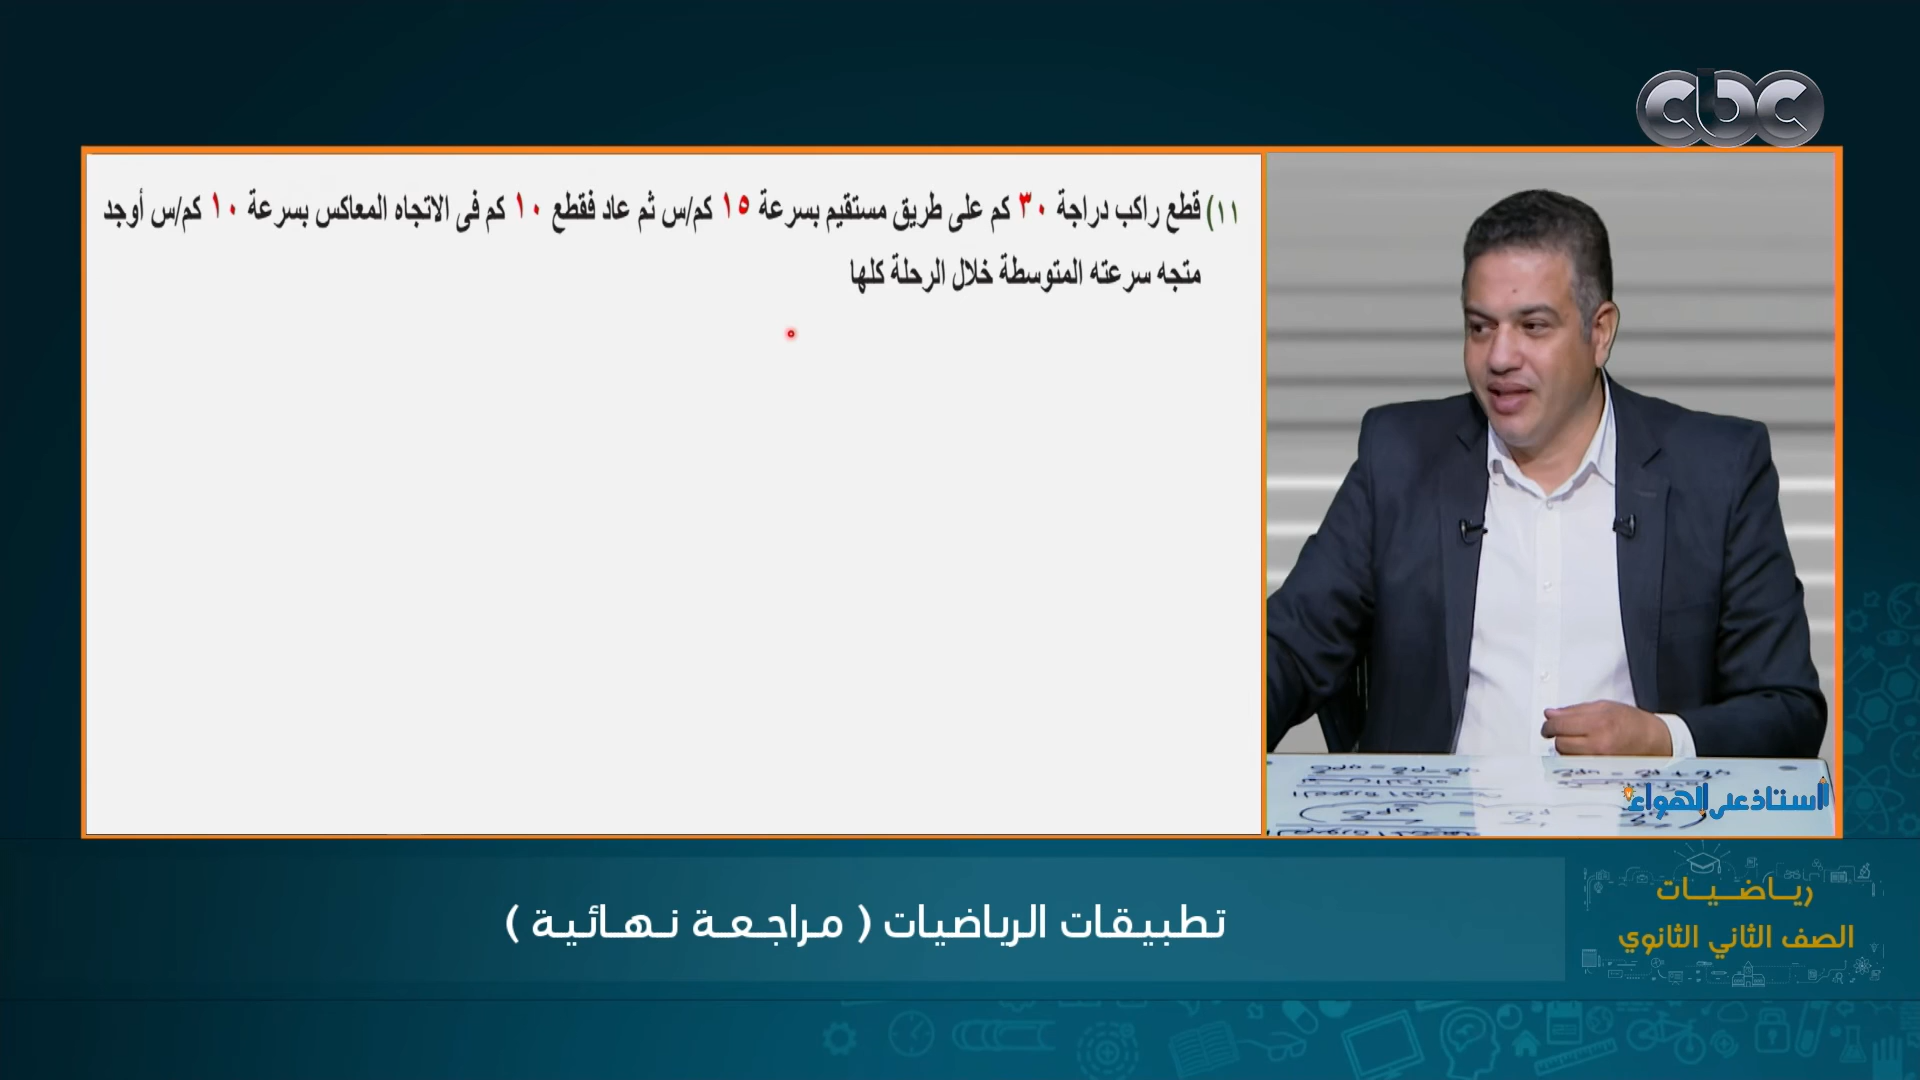 cbc
١١) قطع راكب دراجة ٣٠ كم على طريق مستقيم بسرعة ١٥ كم/س ثم عاد فقطع ١٠ كم فى الاتجاه المعاكس بسرعة ١٠ كم/س أوجد
متجه سرعته المتوسطة خلال الرحلة كلها
أستاذ على الهواء
رياضيات
الصف الثاني الثانوي
تطبيقات الرياضيات ( مراجعة نهائية )